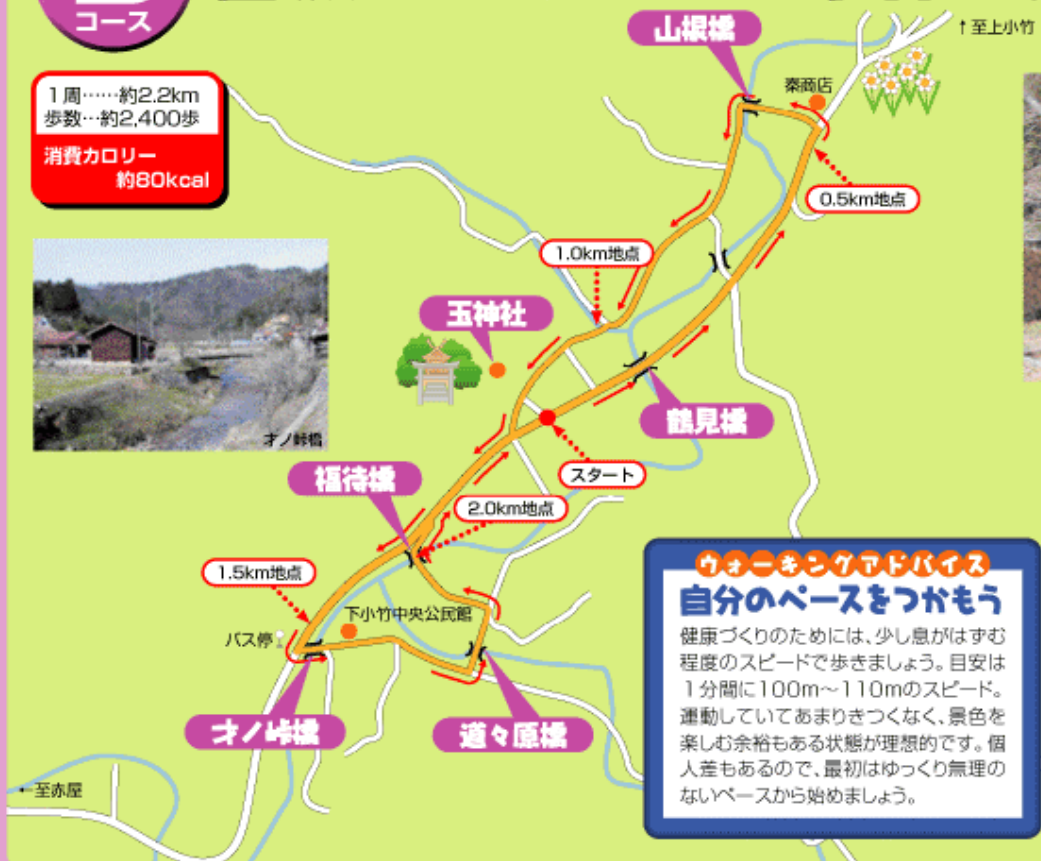 コース
1周……約2.2km
歩数…約2,400歩
消費カロリー
約80kcal
山根橋
↑至上小竹
秦商店
0.5km地点
1.0km地点
玉神社
鶴見橋
才ノ峠橋
スタート
福待橋
2.0km地点
1.5km地点
下小竹中央公民館
バス停
才ノ峠橋
道々原橋
←至赤屋
ウォーキングアドバイス
自分のペースをつかもう
健康づくりのためには、少し息がはずむ
程度のスピードで歩きましょう。目安は
1分間に100m〜110mのスピード。
運動していてあまりきつくなく、景色を
楽しむ余裕もある状態が理想的です。個
人差もあるので、最初はゆっくり無理の
ないペースから始めましょう。